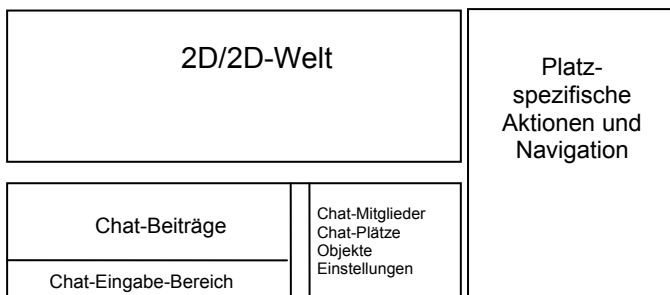 2D/2D-Welt
Platz-
spezifische
Aktionen und
Navigation
Chat-Beiträge
Chat-Eingabe-Bereich
Chat-Mitglieder
Chat-Plätze
Objekte
Einstellungen